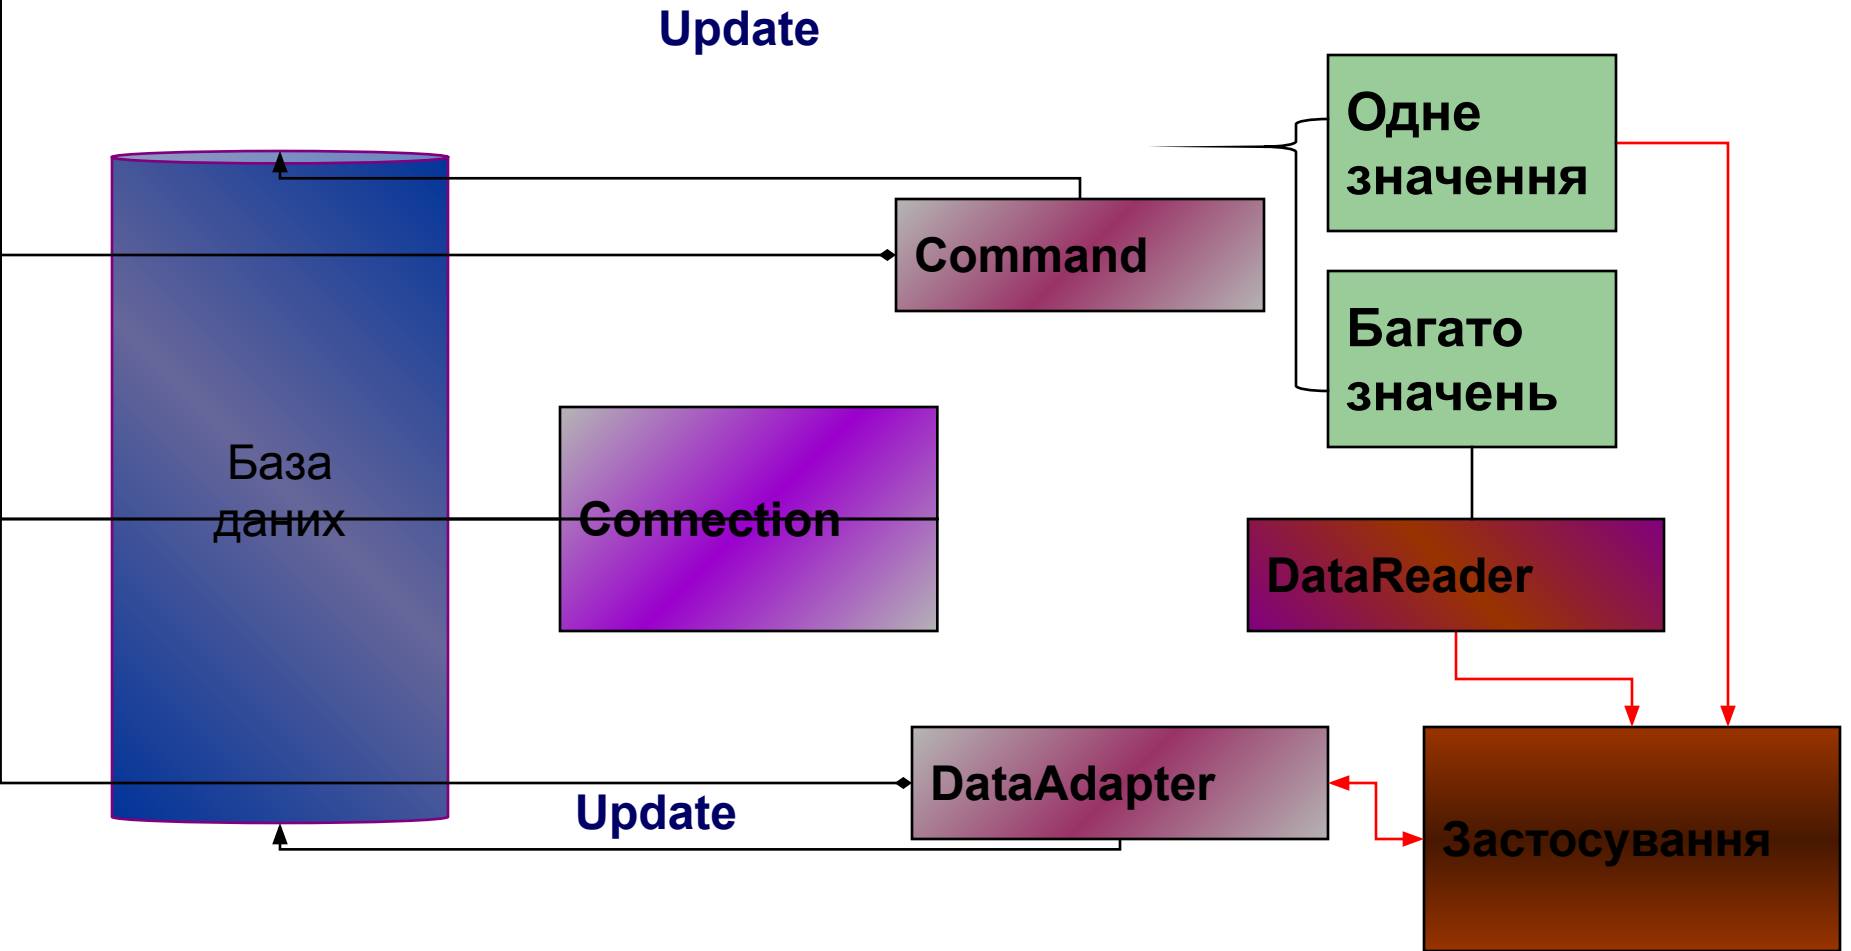 Update
Одне
значення
Command
Багато
значень
База
даних
Connection
DataReader
DataAdapter
Update
Застосування